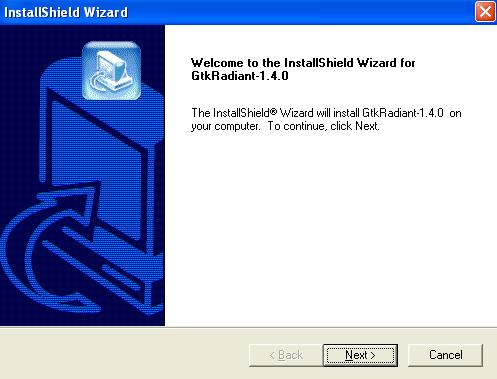 InstallShield Wizard
Welcome to the InstallShield Wizard for
GtkRadiant-1.4.0
The InstallShield® Wizard will install GtkRadiant-1.4.0 on
your computer. To continue, click Next.
< Back
Next >
Cancel